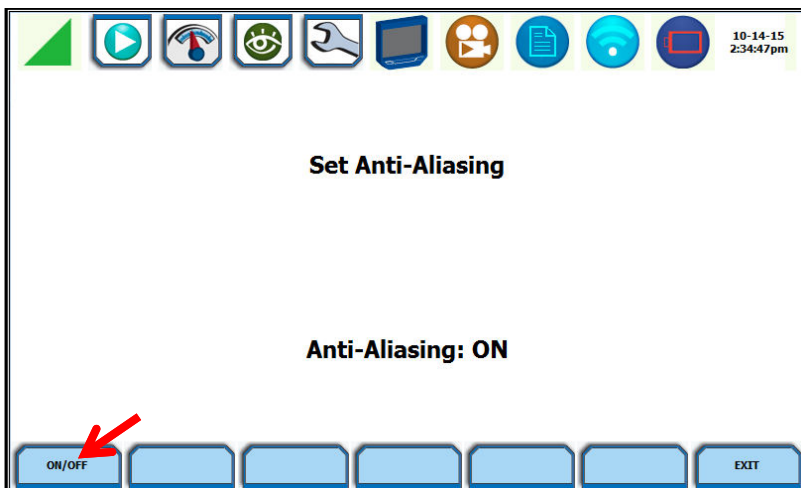 10-14-15
2:34:47pm
Set Anti-Aliasing
Anti-Aliasing: ON
ON/OFF
EXIT